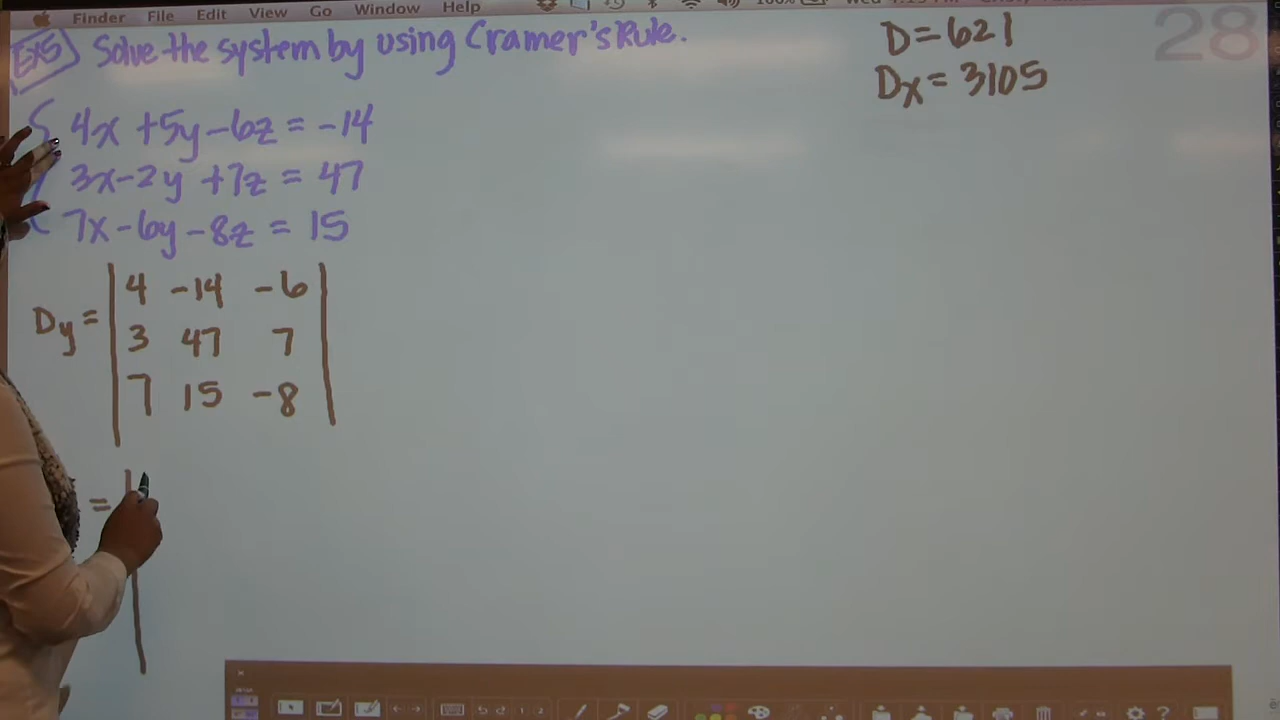 Finder File Edit View Go Window Help
28
EX5 Solve the system by using Cramer's Rule.
D = 621
Dx = 3105
4x + 5y - 6z = -14
3x - 2y + 7z = 47
7x - 6y - 8z = 15
Dy = | 4 -14 -6 |
3 47 7
7 15 -8
=